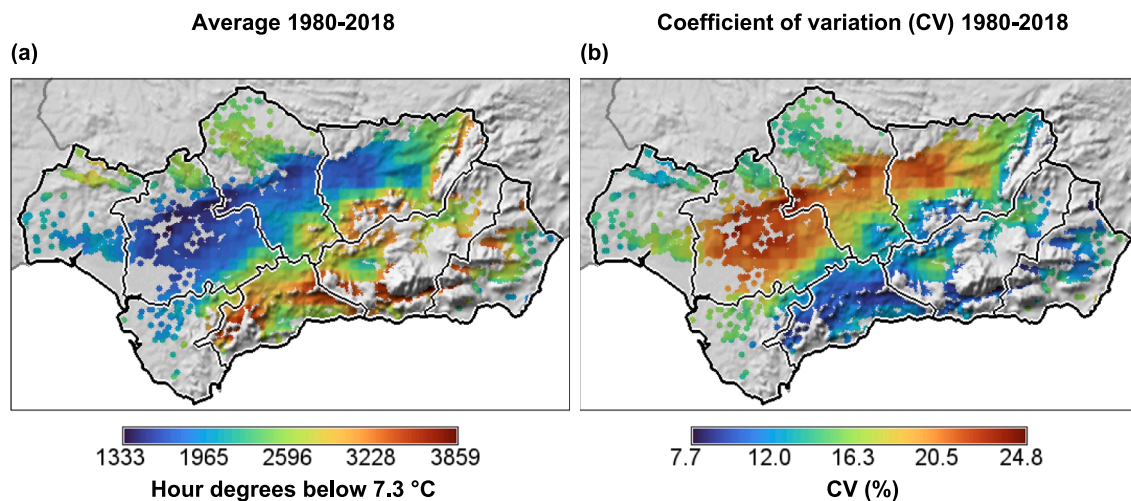 Average 1980-2018
Coefficient of variation (CV) 1980-2018
(a)
(b)
1333 1965 2596 3228 3859
Hour degrees below 7.3 °C
7.7 12.0 16.3 20.5 24.8
CV (%)